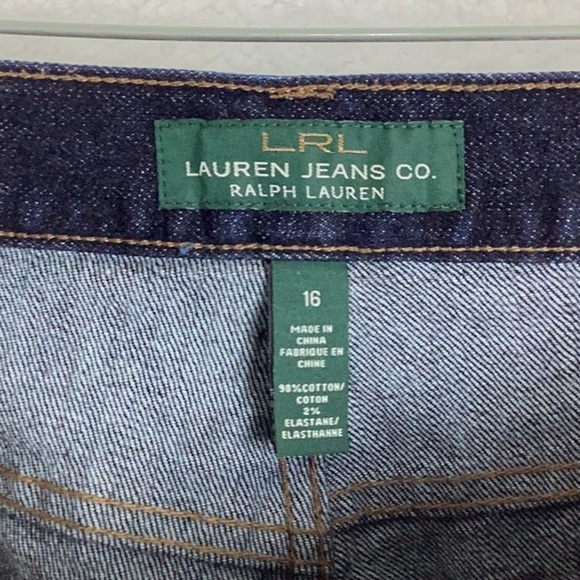 LRL
LAUREN JEANS CO.
RALPH LAUREN
16
MADE IN
CHINA
FABRIQUE EN
CHINE
98%COTTON/
COTON
2%
ELASTANE/
ELASTHANNE